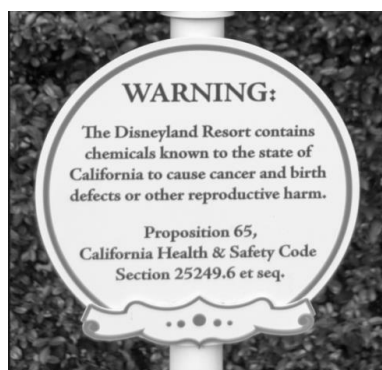 WARNING:
The Disneyland Resort contains
chemicals known to the state of
California to cause cancer and birth
defects or other reproductive harm.
Proposition 65,
California Health & Safety Code
Section 25249.6 et seq.